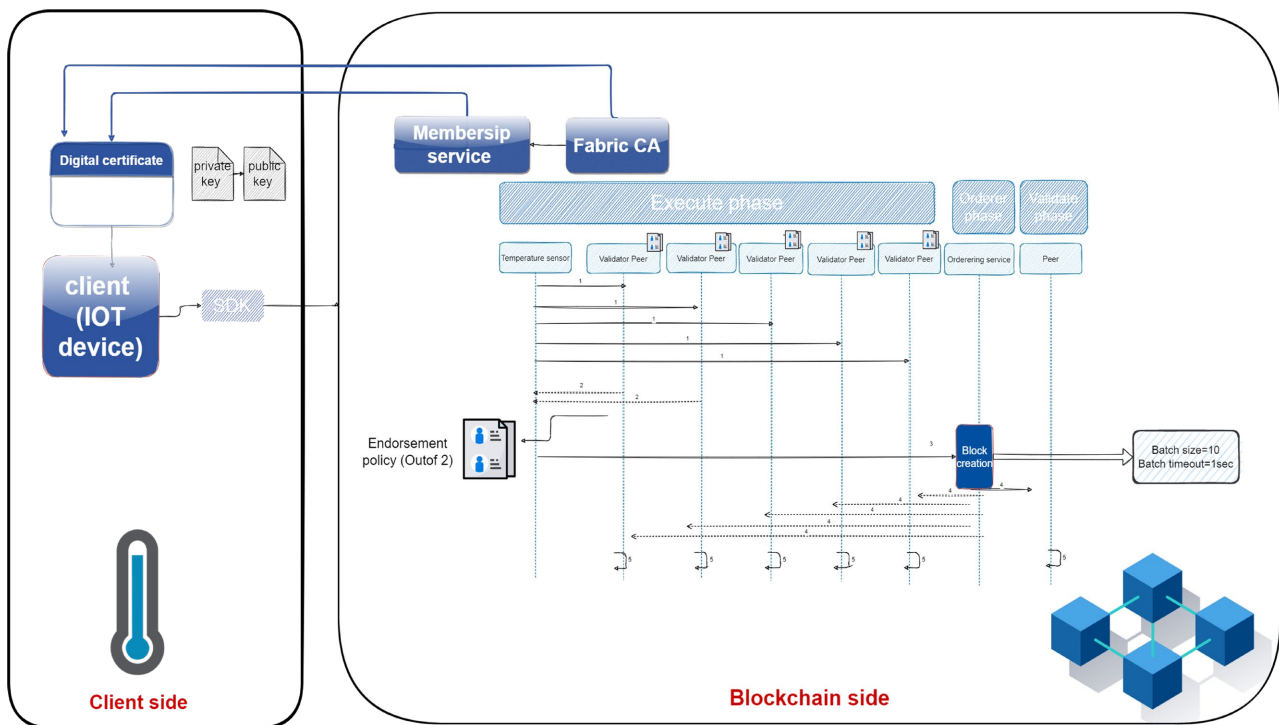 Membersip
service
Fabric CA
Digital certificate
private
key
public
key
client
(IOT
device)
SDK
Execute phase
Orderer
phase
Validate
phase
Temperature sensor
Validator Peer
Validator Peer
Validator Peer
Validator Peer
Validator Peer
Orderering service
Peer
1
1
1
1
1
2
2
Endorsement
policy (Outof 2)
3
Block
creation
Batch size=10
Batch timeout=1sec
4
4
4
4
4
4
5
5
5
5
5
5
Client side
Blockchain side